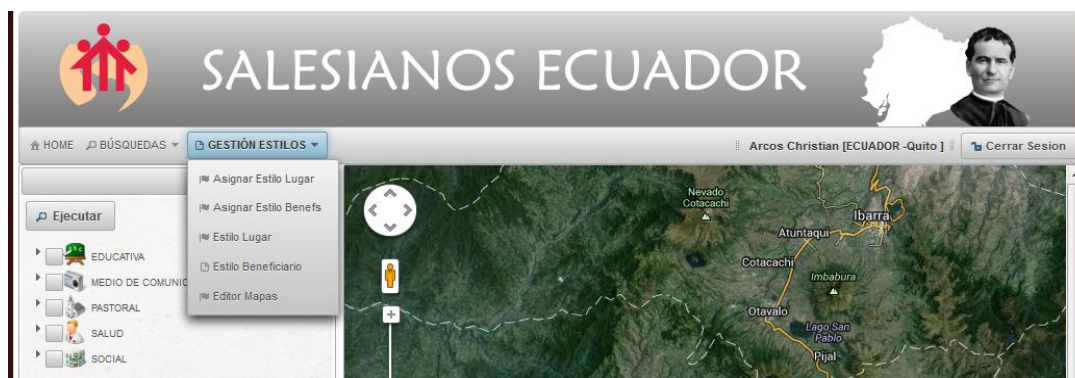 SALESIANOS ECUADOR
HOME BÚSQUEDAS GESTIÓN ESTILOS Arcos Christian [ECUADOR -Quito ] Cerrar Sesion
Asignar Estilo Lugar
Asignar Estilo Benefs
Estilo Lugar
Estilo Beneficiario
Editor Mapas
Ejecutar
EDUCATIVA
MEDIO DE COMUNIC
PASTORAL
SALUD
SOCIAL
Nevado
Cotacachi
Ibarra
Atuntaqui
Cotacachi
Imbabura
Otavalo
Lago San
Pablo
Pijal